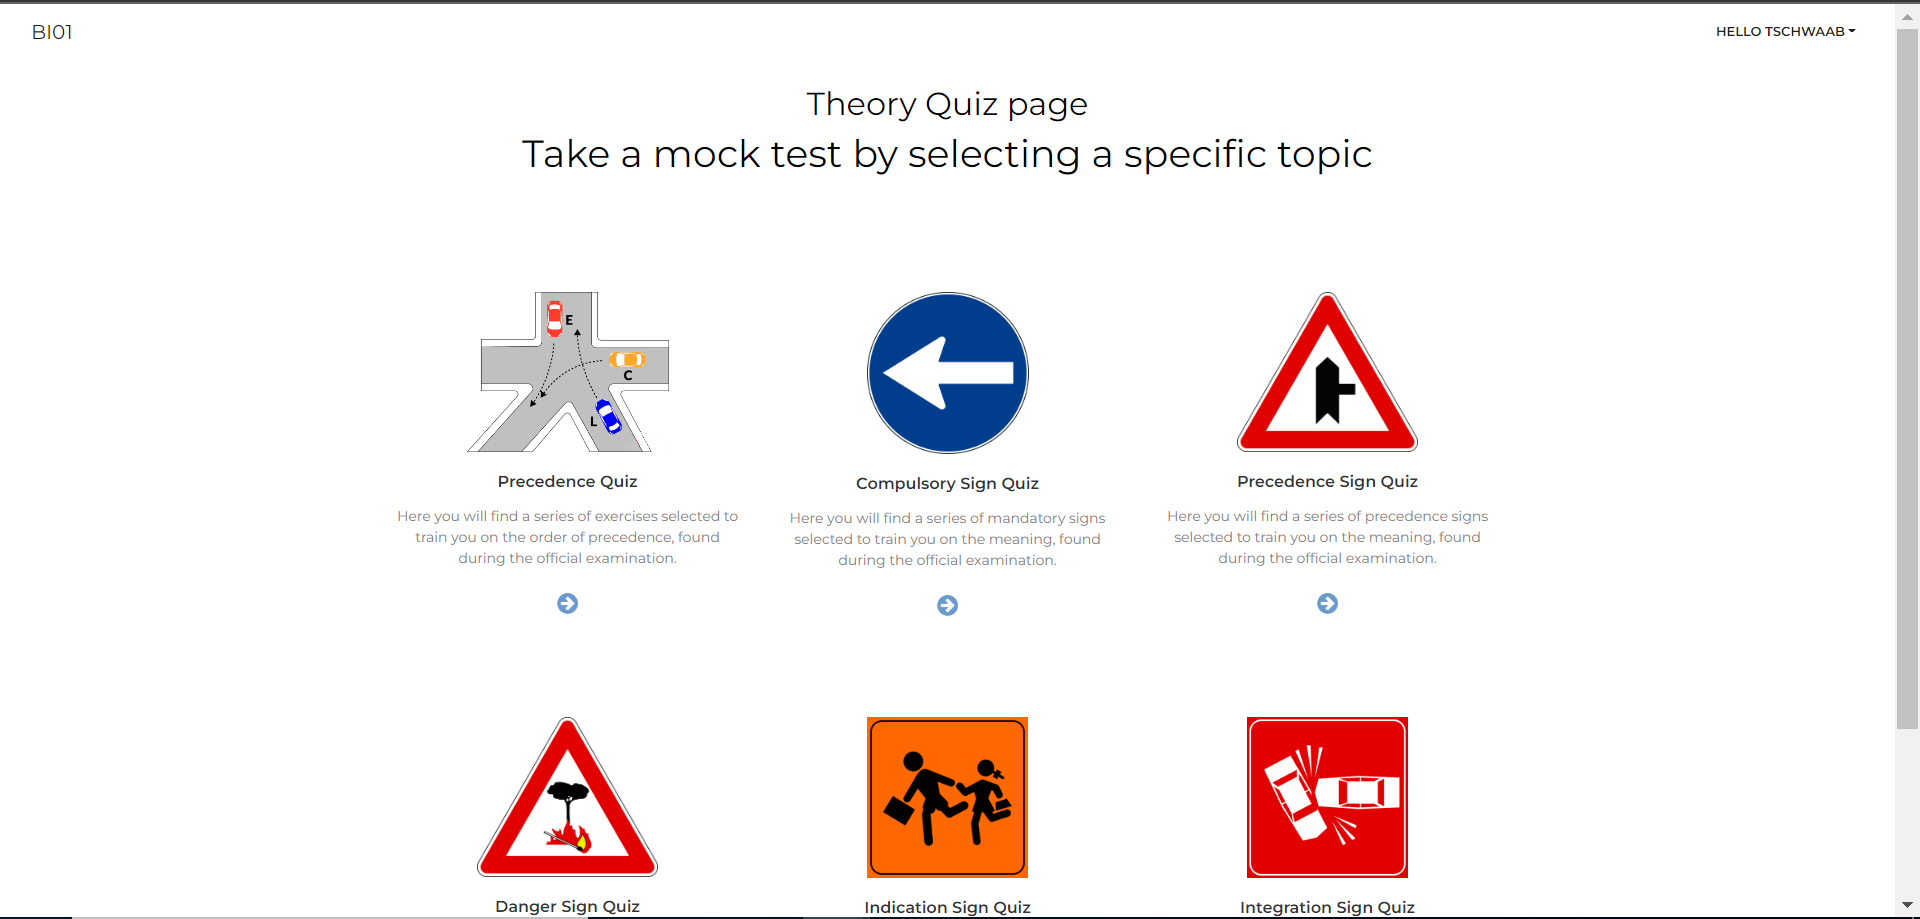 BI01
HELLO TSCHWAAB
Theory Quiz page
Take a mock test by selecting a specific topic
E
C
L
Precedence Quiz
Here you will find a series of exercises selected to
train you on the order of precedence, found
during the official examination.
Compulsory Sign Quiz
Here you will find a series of mandatory signs
selected to train you on the meaning, found
during the official examination.
Precedence Sign Quiz
Here you will find a series of precedence signs
selected to train you on the meaning, found
during the official examination.
Danger Sign Quiz
Indication Sign Quiz
Integration Sign Quiz